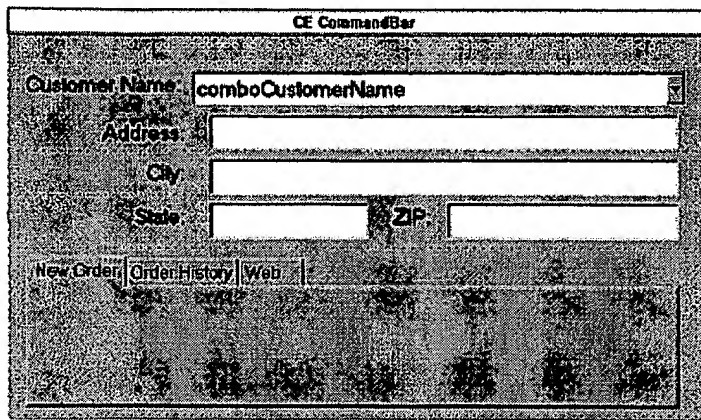 CE CommandBar
Customer Name: comboCustomerName
Address:
City:
State: ZIP:
New Order Order History Web